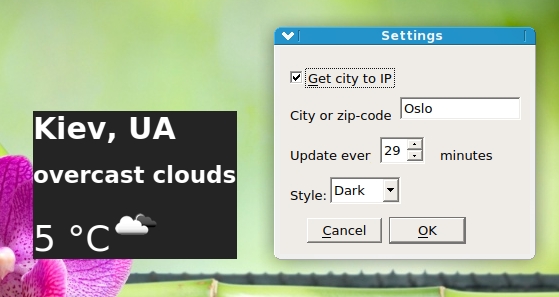 Kiev, UA
overcast clouds
5 °C
Settings
Get city to IP
City or zip-code Oslo
Update ever 29 minutes
Style: Dark
Cancel OK